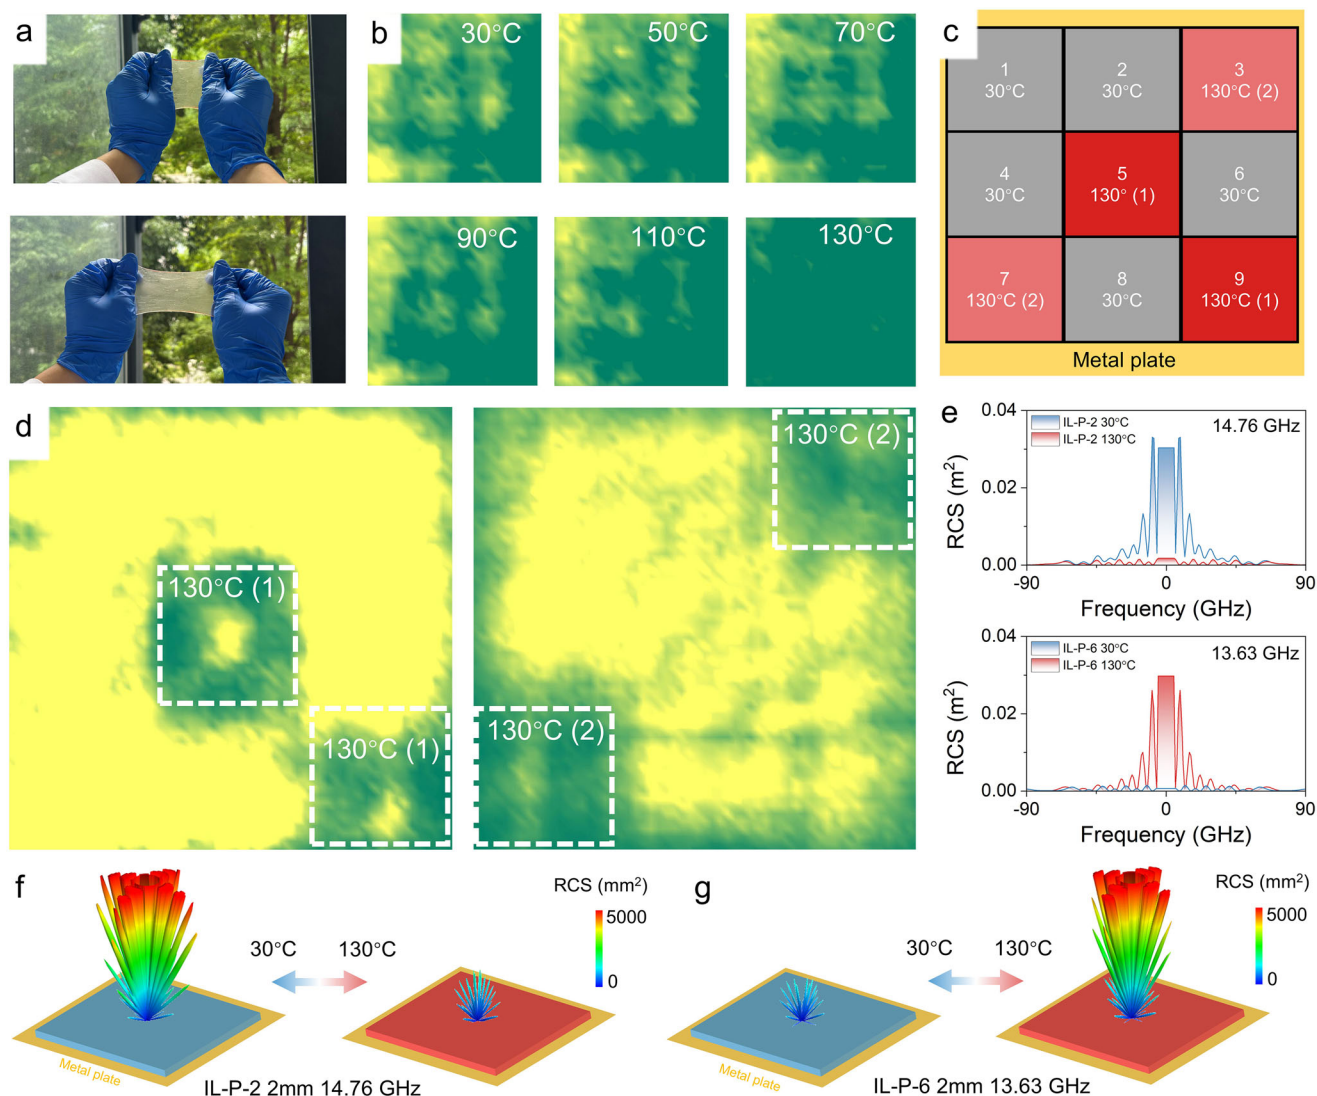 a
b
30°C
50°C
70°C
90°C
110°C
130°C
c
1
30°C
2
30°C
3
130°C (2)
4
30°C
5
130° (1)
6
30°C
7
130°C (2)
8
30°C
9
130°C (1)
Metal plate
d
130°C (1)
130°C (1)
130°C (2)
130°C (2)
e
0.04
IL-P-2 30°C
IL-P-2 130°C
14.76 GHz
RCS (m²)
0.02
0.00
-90
0
90
Frequency (GHz)
0.04
IL-P-6 30°C
IL-P-6 130°C
13.63 GHz
RCS (m²)
0.02
0.00
-90
0
90
Frequency (GHz)
f
RCS (mm²)
5000
0
30°C
130°C
Metal plate
IL-P-2 2mm 14.76 GHz
g
RCS (mm²)
5000
0
30°C
130°C
Metal plate
IL-P-6 2mm 13.63 GHz